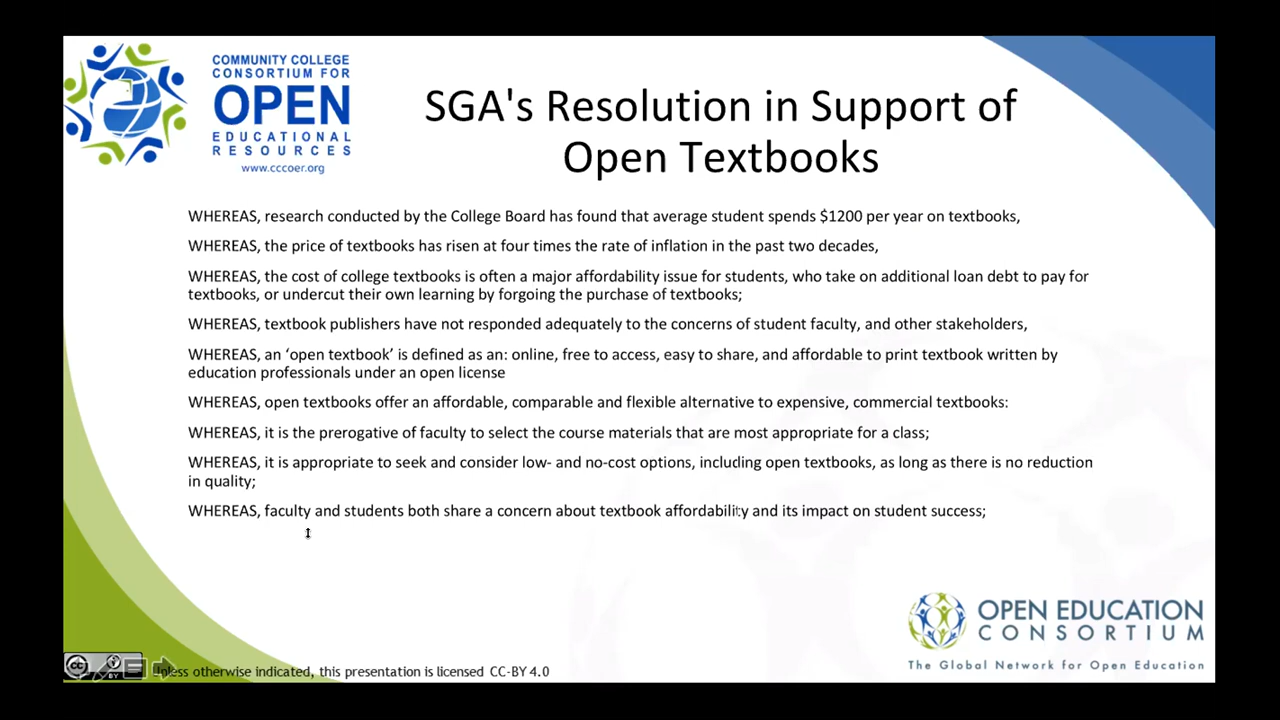 COMMUNITY COLLEGE
CONSORTIUM FOR
OPEN
EDUCATIONAL
RESOURCES
www.cccoer.org
SGA's Resolution in Support of
Open Textbooks
WHEREAS, research conducted by the College Board has found that average student spends $1200 per year on textbooks,
WHEREAS, the price of textbooks has risen at four times the rate of inflation in the past two decades,
WHEREAS, the cost of college textbooks is often a major affordability issue for students, who take on additional loan debt to pay for
textbooks, or undercut their own learning by forgoing the purchase of textbooks;
WHEREAS, textbook publishers have not responded adequately to the concerns of student faculty, and other stakeholders,
WHEREAS, an ‘open textbook’ is defined as an: online, free to access, easy to share, and affordable to print textbook written by
education professionals under an open license
WHEREAS, open textbooks offer an affordable, comparable and flexible alternative to expensive, commercial textbooks:
WHEREAS, it is the prerogative of faculty to select the course materials that are most appropriate for a class;
WHEREAS, it is appropriate to seek and consider low- and no-cost options, including open textbooks, as long as there is no reduction
in quality;
WHEREAS, faculty and students both share a concern about textbook affordability and its impact on student success;
OPEN EDUCATION
CONSORTIUM
The Global Network for Open Education
cc
BY
Unless otherwise indicated, this presentation is licensed CC-BY 4.0